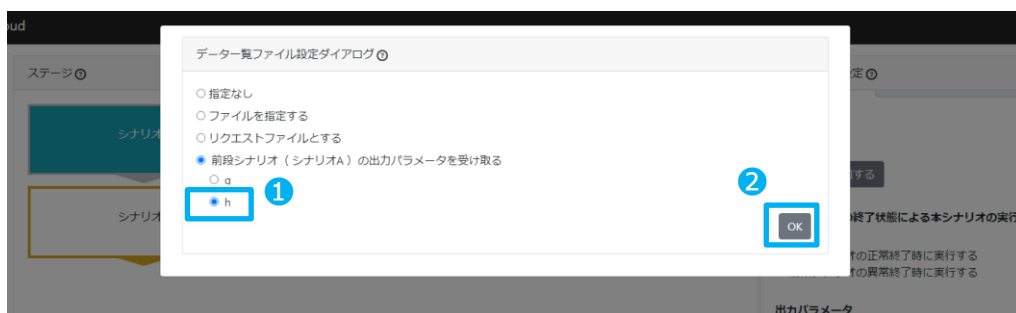 oud
データ一覧ファイル設定ダイアログ
ステージ
定
指定なし
ファイルを指定する
リクエストファイルとする
シナリオ
前段シナリオ（シナリオA）の出力パラメータを受け取る
する
g
1
2
h
シナリオ
の終了状態による本シナリオの実行
OK
オの正常終了時に実行する
オの異常終了時に実行する
出力パラメータ